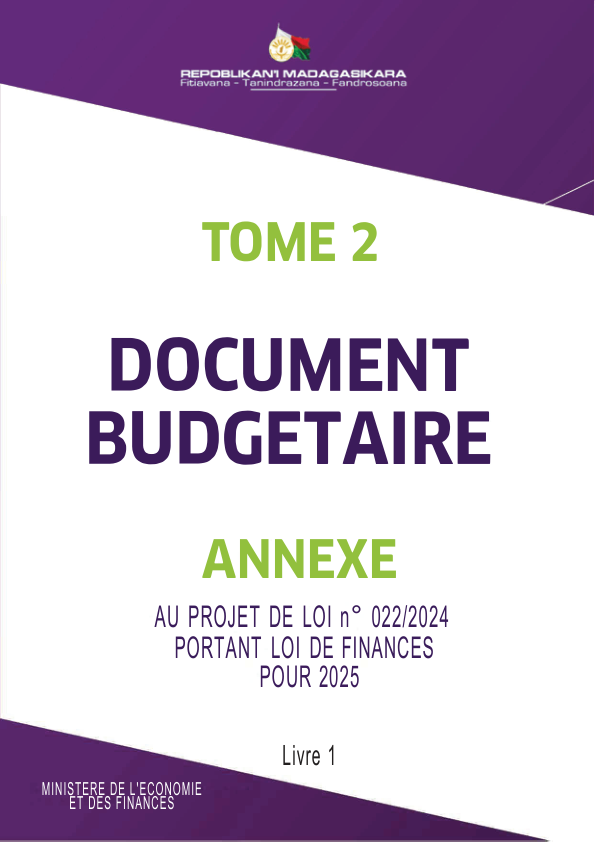 REPOBLIKAN'I MADAGASIKARA
Fitiavana - Tanindrazana - Fandrosoana
TOME 2
DOCUMENT
BUDGETAIRE
ANNEXE
AU PROJET DE LOI n° 022/2024
PORTANT LOI DE FINANCES
POUR 2025
Livre 1
MINISTERE DE L'ECONOMIE
ET DES FINANCES